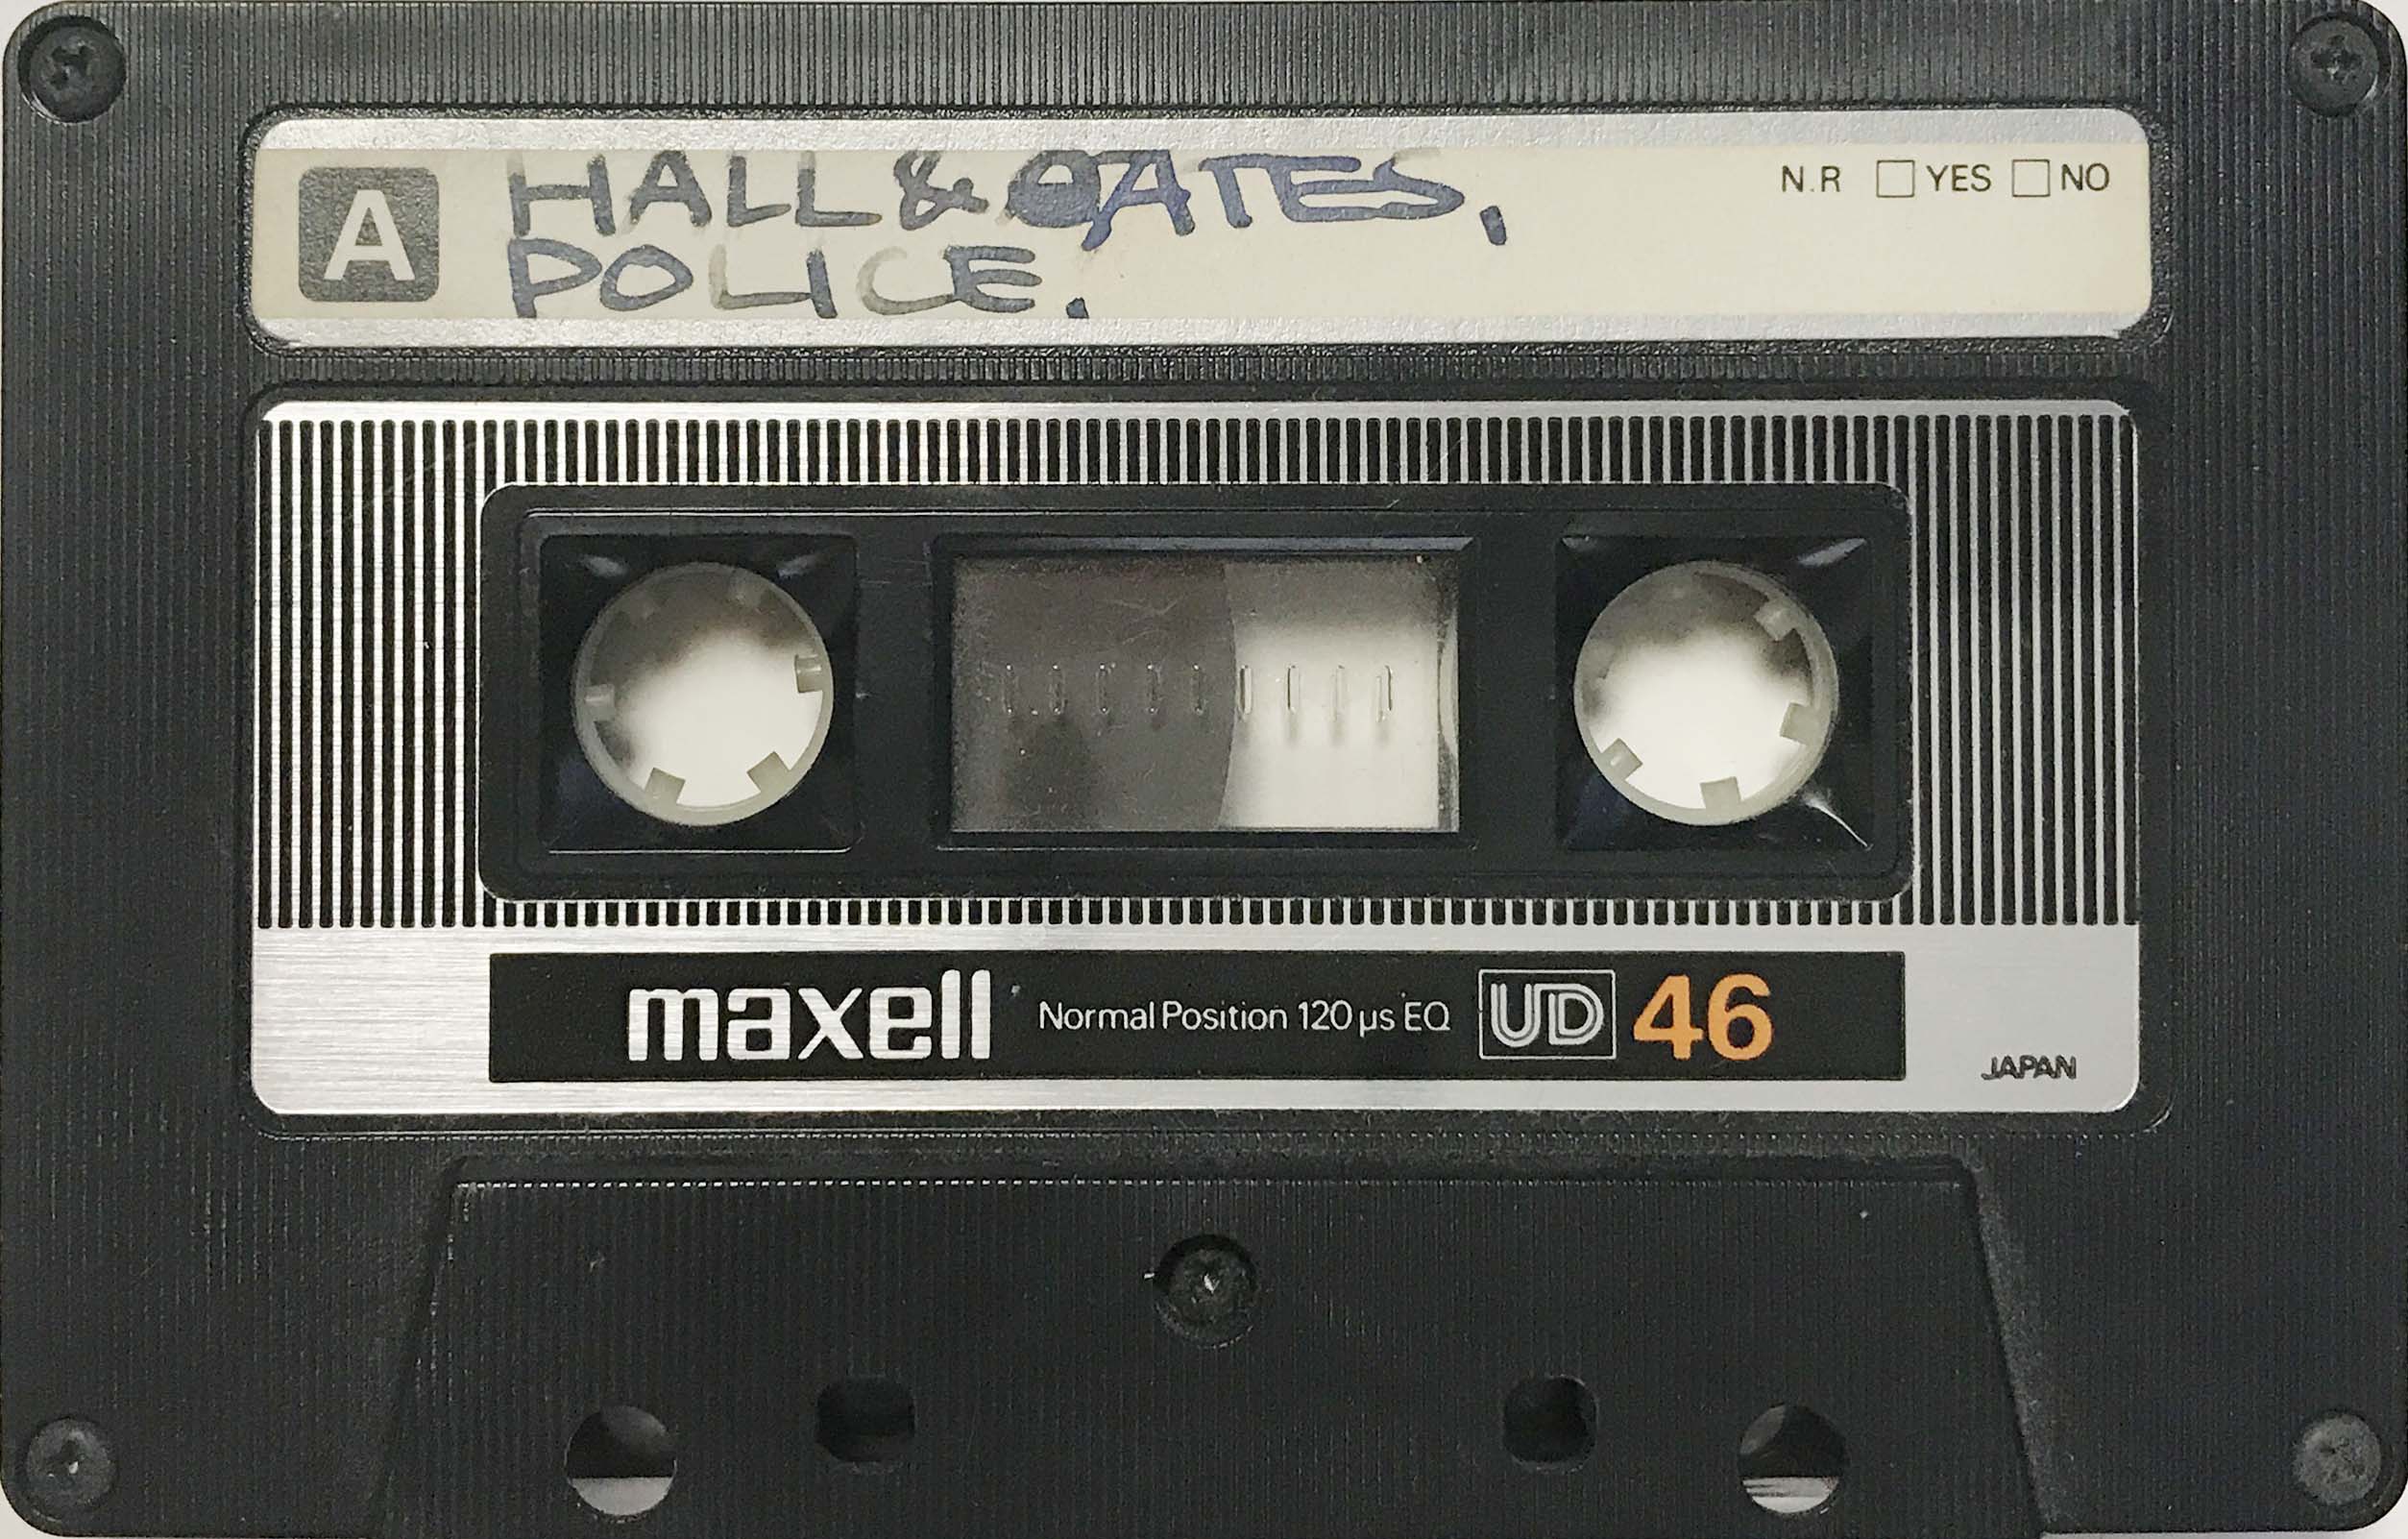 A HALL & OATES,
N.R □ YES □ NO
POLICE.
maxell Normal Position 120 µs EQ UD 46
JAPAN